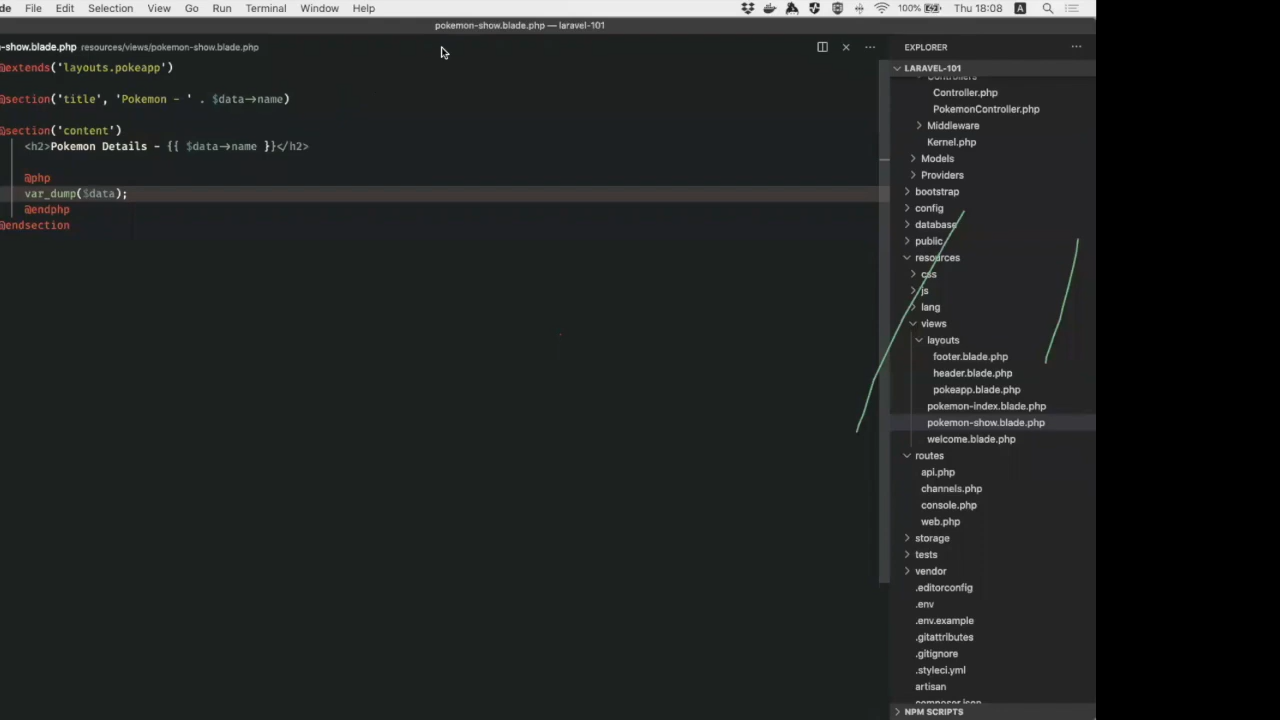 de File Edit Selection View Go Run Terminal Window Help 100% Thu 18:08 A
pokemon-show.blade.php — laravel-101
-show.blade.php resources/views/pokemon-show.blade.php
@extends('layouts.pokeapp')
@section('title', 'Pokemon - ' . $data->name)
@section('content')
<h2>Pokemon Details - {{ $data->name }}</h2>
@php
var_dump($data);
@endphp
@endsection
EXPLORER
LARAVEL-101
Controllers
Controller.php
PokemonController.php
Middleware
Kernel.php
Models
Providers
bootstrap
config
database
public
resources
css
js
lang
views
layouts
footer.blade.php
header.blade.php
pokeapp.blade.php
pokemon-index.blade.php
pokemon-show.blade.php
welcome.blade.php
routes
api.php
channels.php
console.php
web.php
storage
tests
vendor
.editorconfig
.env
.env.example
.gitattributes
.gitignore
.styleci.yml
artisan
composer.json
NPM SCRIPTS